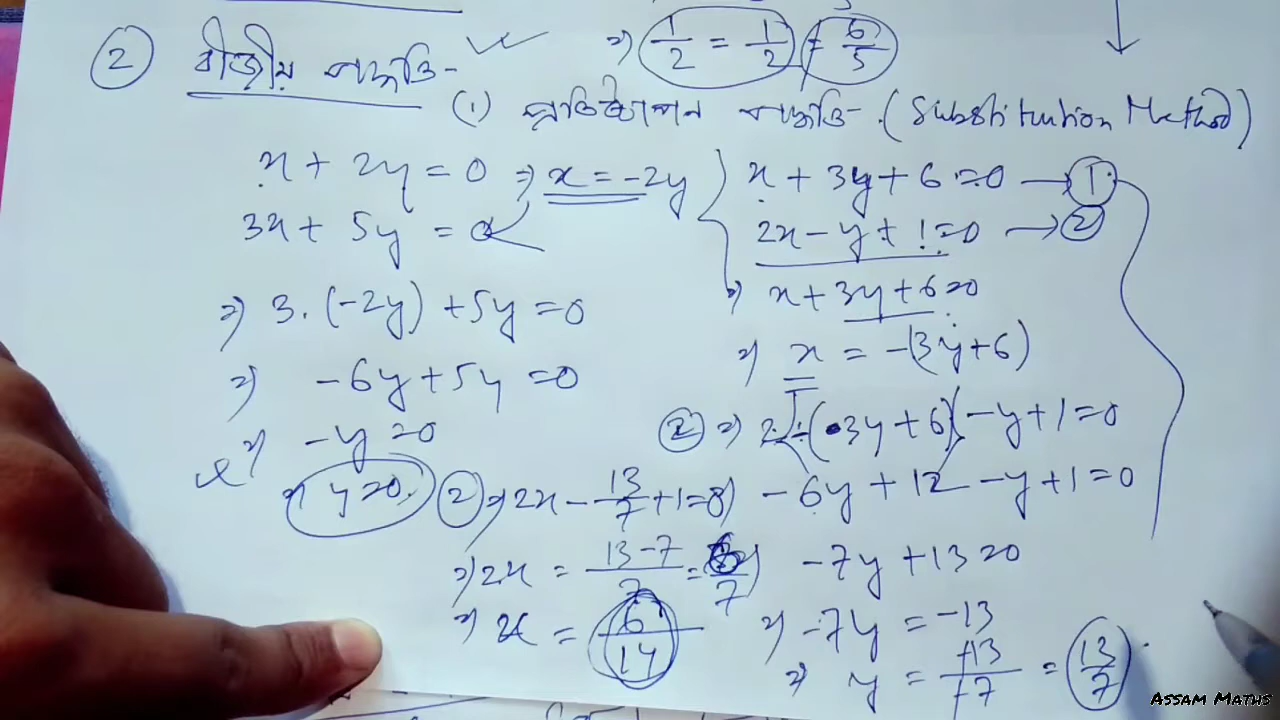 ⇒ 1/2 = 1/2 ≠ 6/5
② বীজীয় পদ্ধতি-
(1) প্ৰতিষ্ঠাপন পদ্ধতি- (Substitution Method)
x + 2y = 0 ⇒ x = -2y
3x + 5y = 0
⇒ 3.(-2y) + 5y = 0
⇒ -6y + 5y = 0
⇒ -y = 0
⇒ y = 0
x + 3y + 6 = 0 → ①
2x - y + 1 = 0 → ②
⇒ x + 3y + 6 = 0
⇒ x = -(3y + 6)
② ⇒ 2.-(3y + 6) - y + 1 = 0
⇒ -6y + 12 - y + 1 = 0
⇒ -7y + 13 = 0
⇒ -7y = -13
⇒ y = -13/-7 = 13/7
② ⇒ 2x - 13/7 + 1 = 0
⇒ 2x = 13-7/7 = 6/7
⇒ x = 6/14
ASSAM MATHS